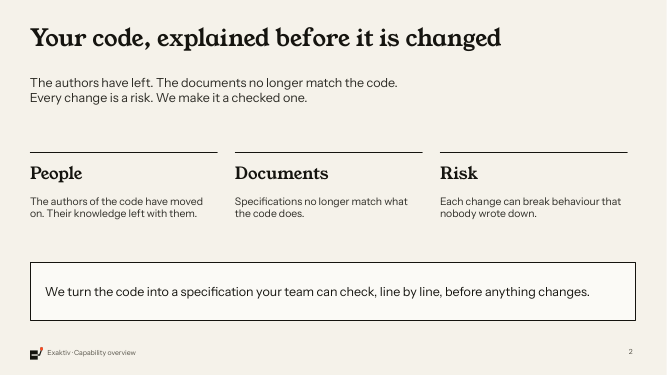 Your code, explained before it is changed
The authors have left. The documents no longer match the code.
Every change is a risk. We make it a checked one.
People
The authors of the code have moved
on. Their knowledge left with them.
Documents
Specifications no longer match what
the code does.
Risk
Each change can break behaviour that
nobody wrote down.
We turn the code into a specification your team can check, line by line, before anything changes.
Exaktiv · Capability overview
2